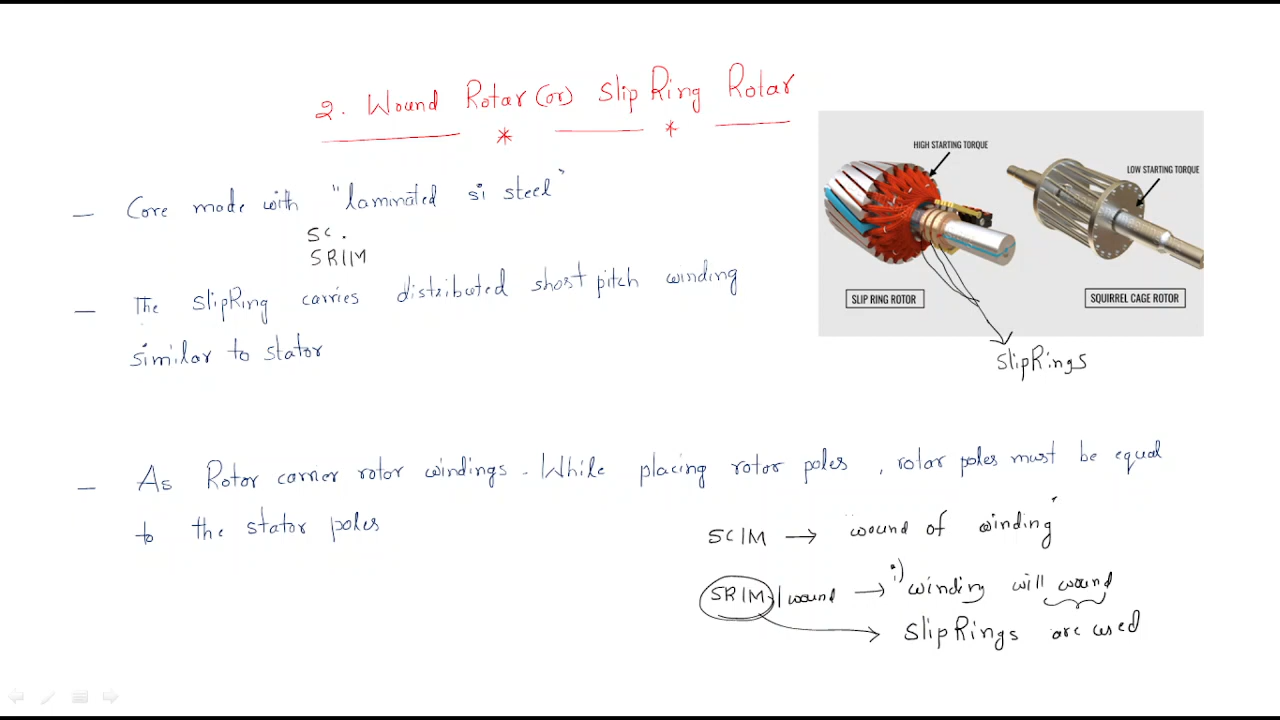 2. Wound Rotar (or) Slip Ring Rotar
— Core made with "laminated si steel"
SC.
SRIM
— The SlipRing carries distributed short pitch winding
similar to stator
HIGH STARTING TORQUE
LOW STARTING TORQUE
SLIP RING ROTOR
SQUIRREL CAGE ROTOR
SlipRings
— As Rotor carrier rotor windings. While placing rotor poles, rotor poles must be equal
to the stator poles
SCIM → wound of winding"
SRIM / wound → i) winding will wound
→ SlipRings are used